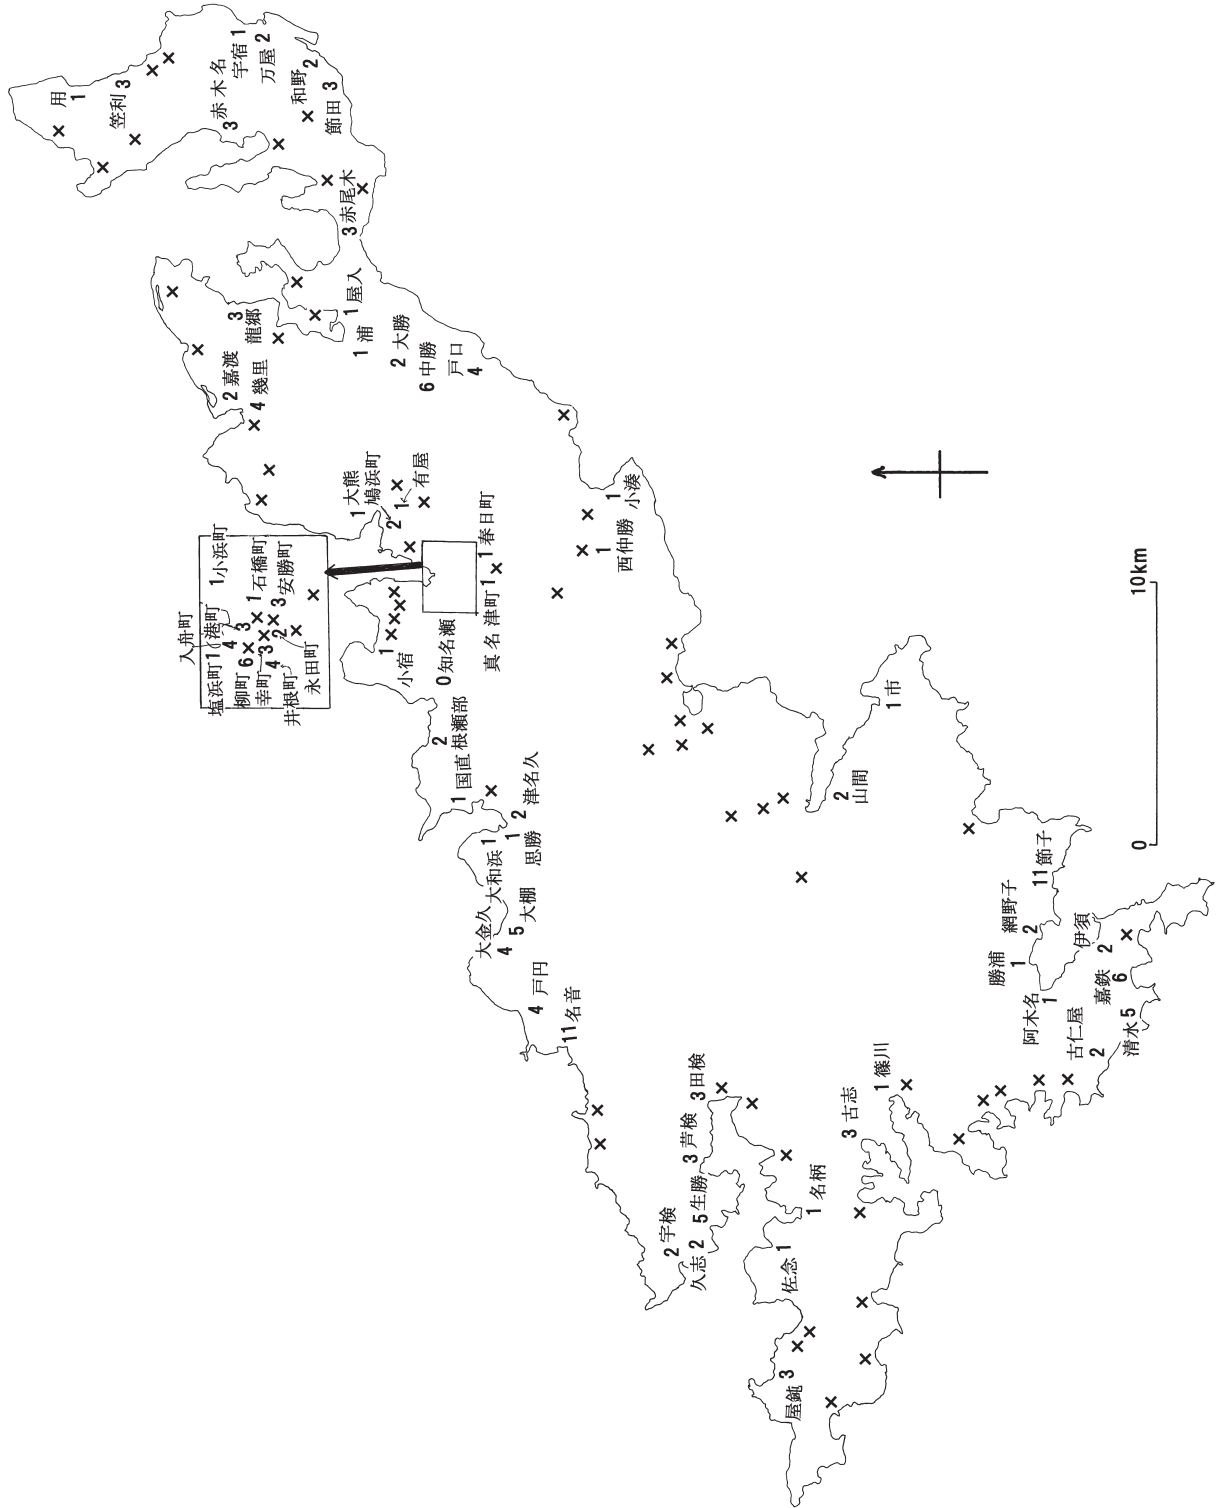 用
1
笠利 3
3 赤木名
宇宿 1
万屋 2
和野 2
節田 3
3 赤尾木
1 屋入
1 浦
3
龍郷
2 嘉渡
4 幾里
2 大勝
6 中勝
戸口
4
1 大熊
鳩浜町
2
1 有屋
1 小浜町
入舟町
塩浜町 1
港町
4
3
1 石橋町
3 安勝町
柳町 6
幸町 3
2
永田町
井根町
4
1 春日町
真名津町 1
1
小宿
0 知名瀬
2
根瀬部
1 国直
2
津名久
1
思勝
大和浜 1
5
大棚
大金久
4
4 戸円
11 名音
1
小湊
1
西仲勝
1 市
2
山間
11 節子
網野子
2
勝浦
1
伊須
2
阿木名
1
嘉鉄
6
古仁屋
2
清水 5
1 篠川
3 古志
3 田検
3 芦検
5 生勝
久志 2
2 宇検
1 名柄
佐念 1
屋鈍 3
0
10km